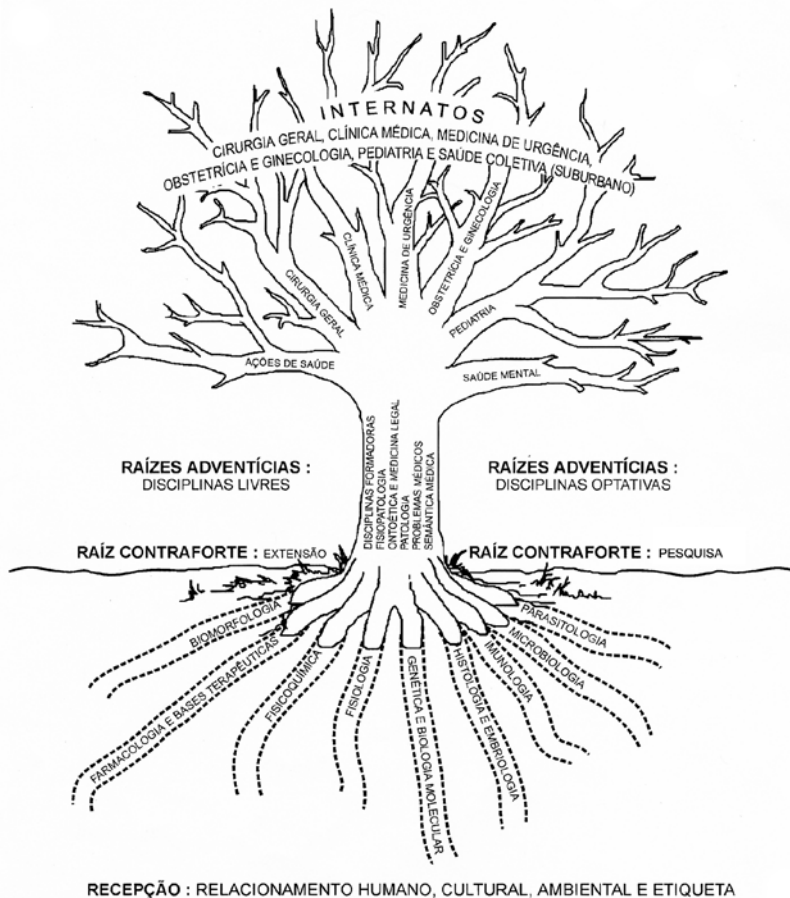 INTERNATOS
CIRURGIA GERAL, CLÍNICA MÉDICA, MEDICINA DE URGÊNCIA,
OBSTETRÍCIA E GINECOLOGIA, PEDIATRIA E SAÚDE COLETIVA (SUBURBANO)
AÇÕES DE SAÚDE
CIRURGIA GERAL
CLÍNICA MÉDICA
MEDICINA DE URGÊNCIA
OBSTETRÍCIA E GINECOLOGIA
PEDIATRIA
SAÚDE MENTAL
DISCIPLINAS FORMADORAS
FISIOPATOLOGIA
ONTOÉTICA E MEDICINA LEGAL
PATOLOGIA
PROBLEMAS MÉDICOS
SEMÂNTICA MÉDICA
RAÍZES ADVENTÍCIAS :
DISCIPLINAS LIVRES
RAÍZES ADVENTÍCIAS :
DISCIPLINAS OPTATIVAS
RAÍZ CONTRAFORTE : EXTENSÃO
RAÍZ CONTRAFORTE : PESQUISA
BIOMORFOLOGIA
FARMACOLOGIA E BASES TERAPÊUTICAS
FISICOQUÍMICA
FISIOLOGIA
GENÉTICA E BIOLOGIA MOLECULAR
HISTOLOGIA E EMBRIOLOGIA
IMUNOLOGIA
MICROBIOLOGIA
PARASITOLOGIA
RECEPÇÃO : RELACIONAMENTO HUMANO, CULTURAL, AMBIENTAL E ETIQUETA